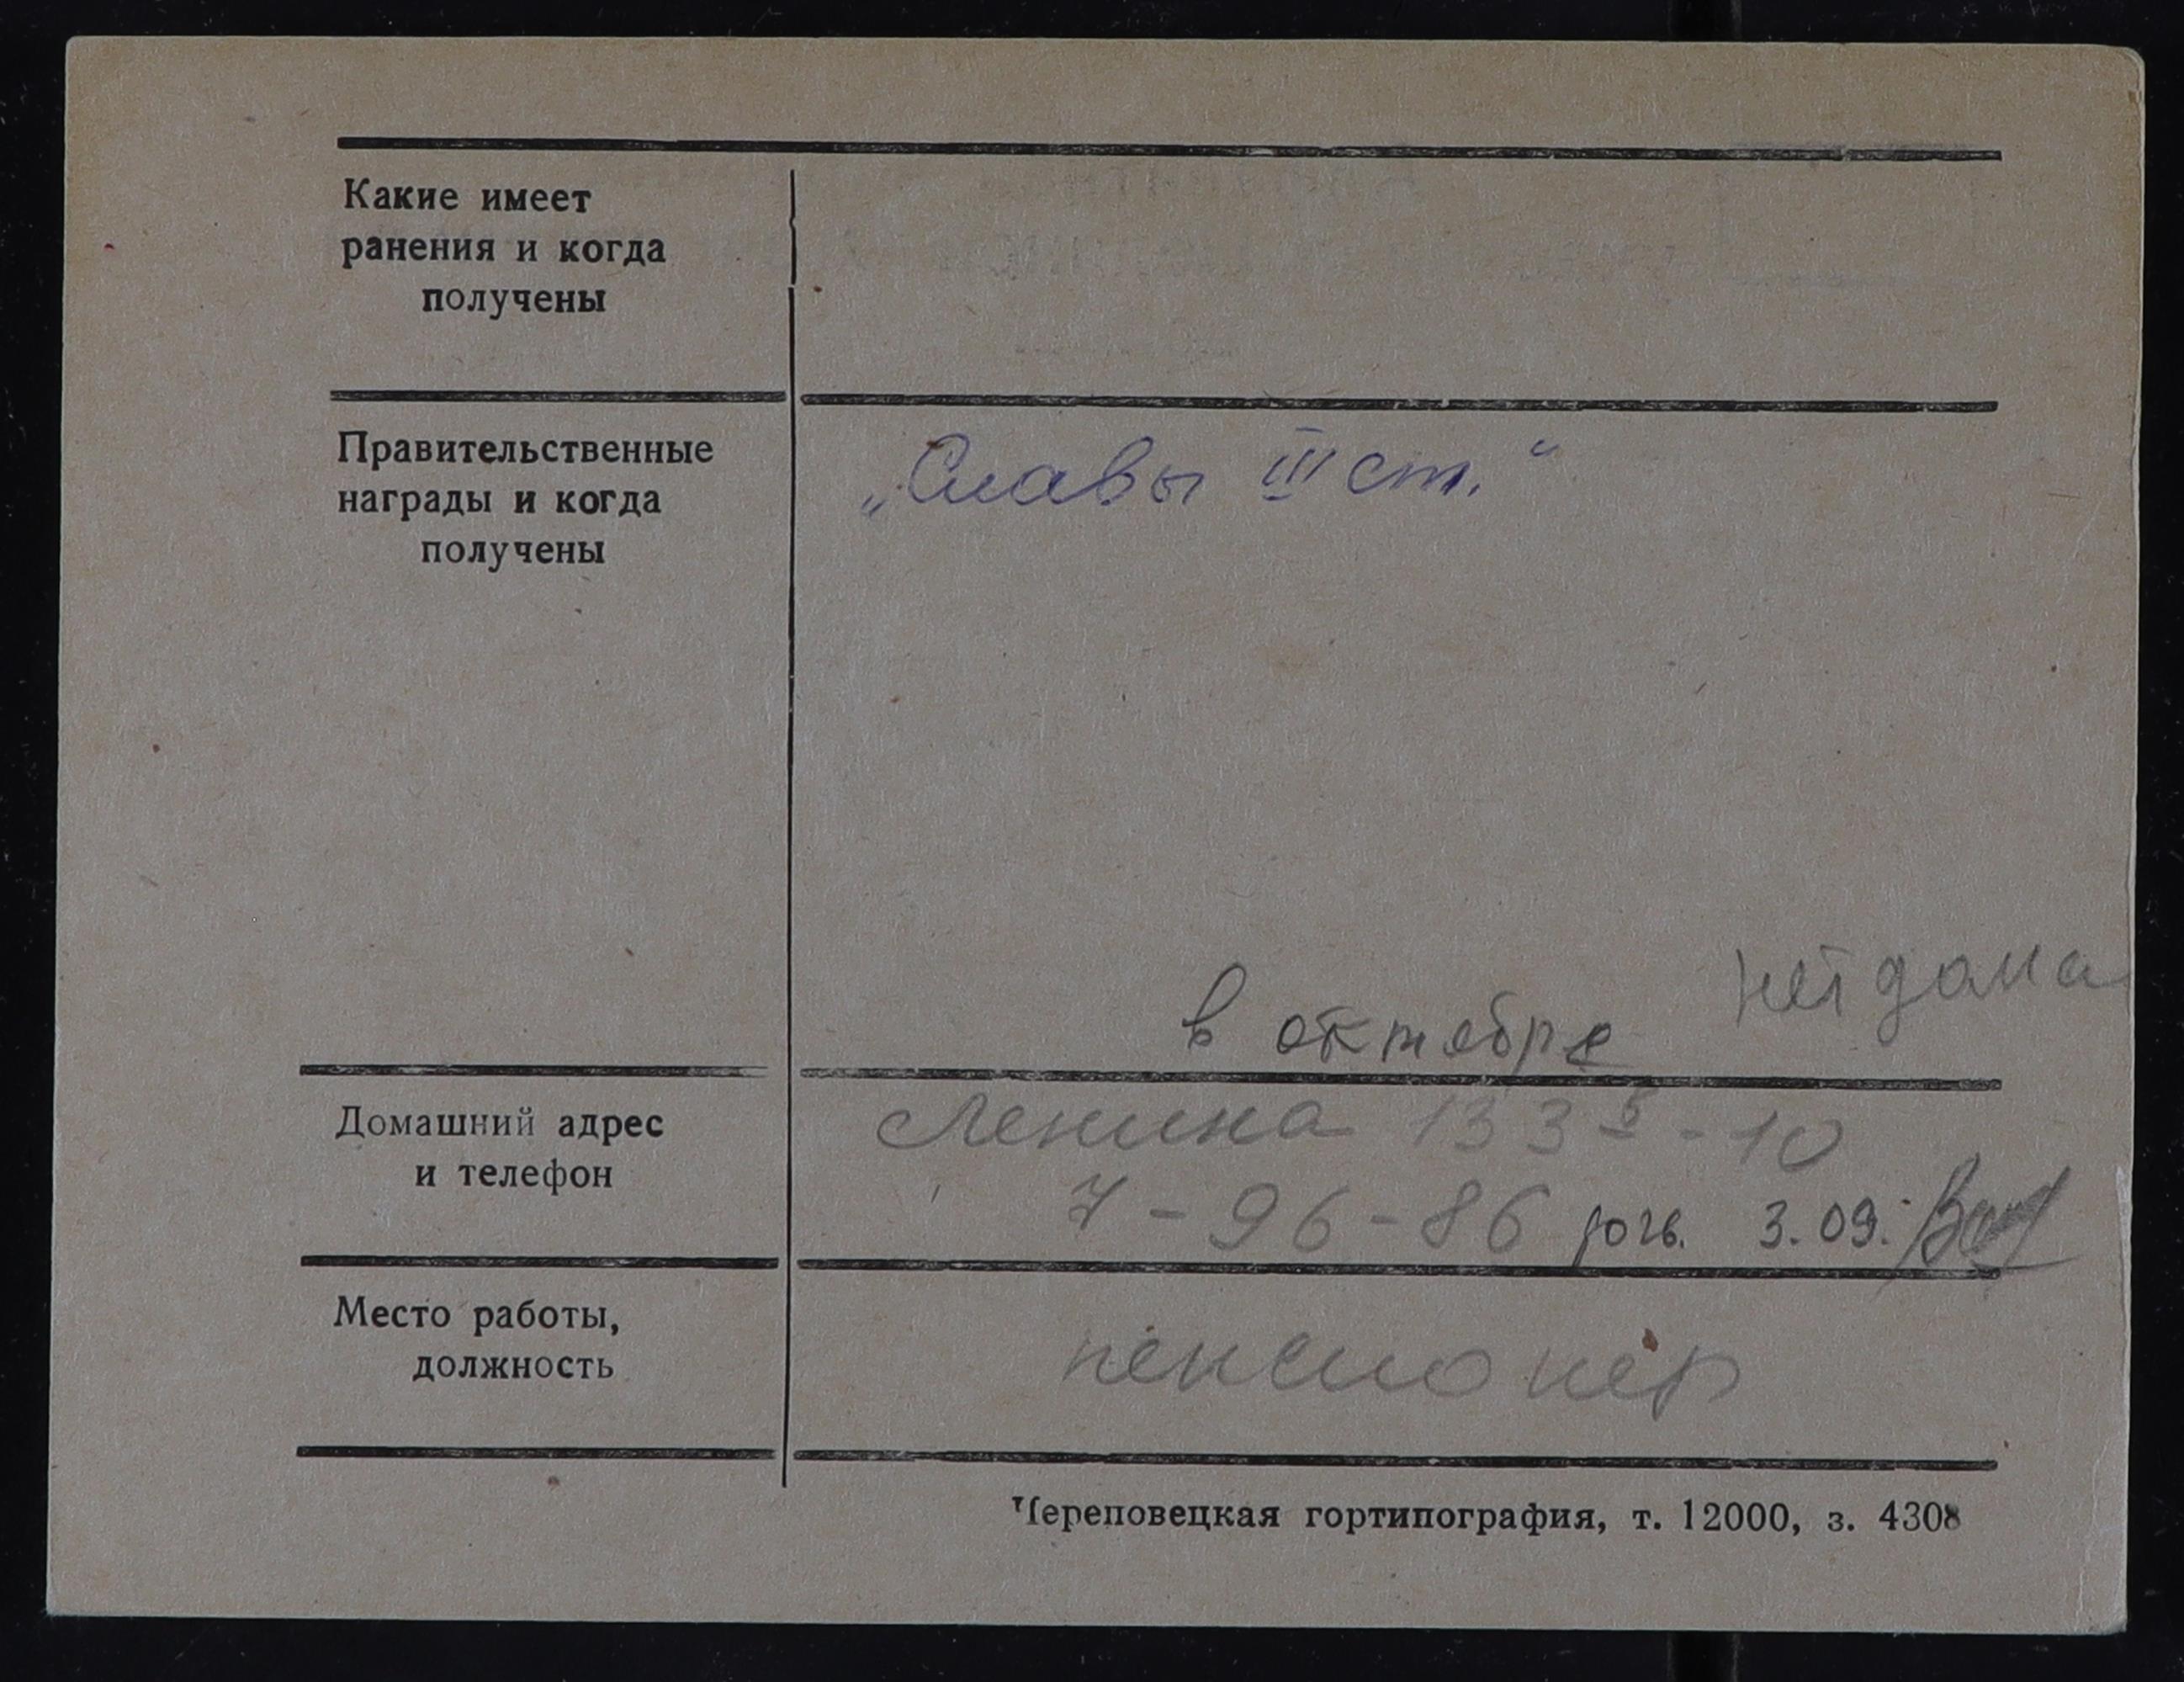 Какие имеет
ранения и когда
получены
Правительственные
награды и когда
получены
„Славы III ст.“
нет дома
в октябре
Домашний адрес
и телефон
Ленина 133 - 10
7-96-86 3.09.
Место работы,
должность
пенсионер
Череповецкая гортипография, т. 12000, з. 4308